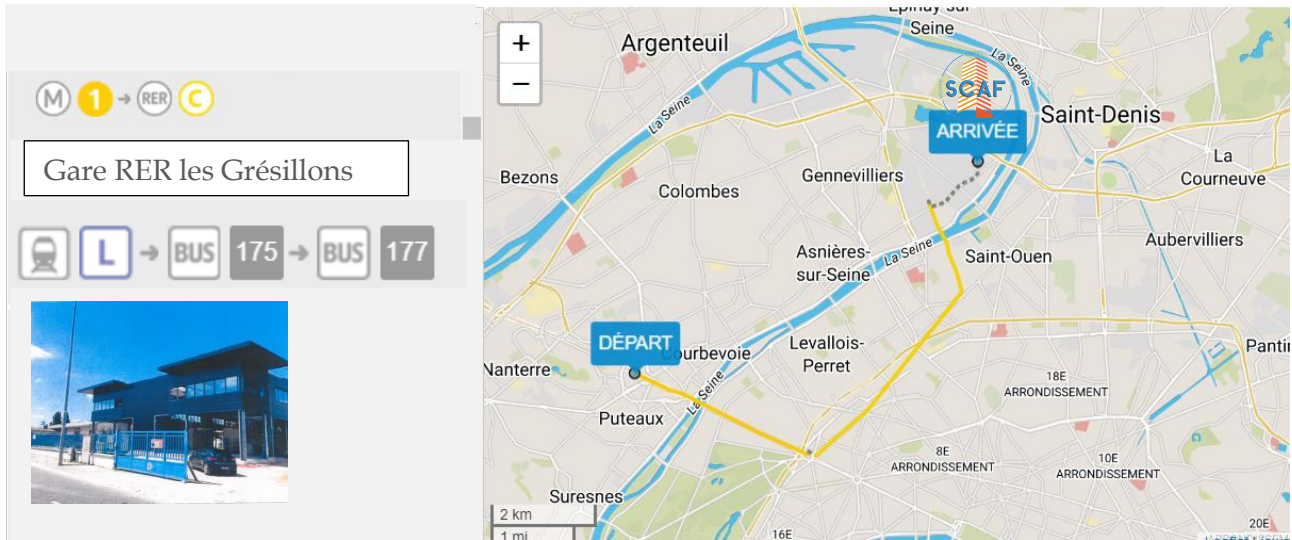 M 1 → RER C
Gare RER les Grésillons
L → BUS 175 → BUS 177
+
−
Epinay-sur-
Seine
Argenteuil
La Seine
SCAF
Saint-Denis
ARRIVÉE
La Seine
La
Courneuve
Bezons
Colombes
Gennevilliers
Aubervilliers
Asnières-
sur-Seine
La Seine
Saint-Ouen
DÉPART
Courbevoie
Levallois-
Perret
Pantin
Nanterre
18E
ARRONDISSEMENT
La Seine
Puteaux
8E
ARRONDISSEMENT
10E
ARRONDISSEMENT
Suresnes
2 km
1 mi
16E
20E